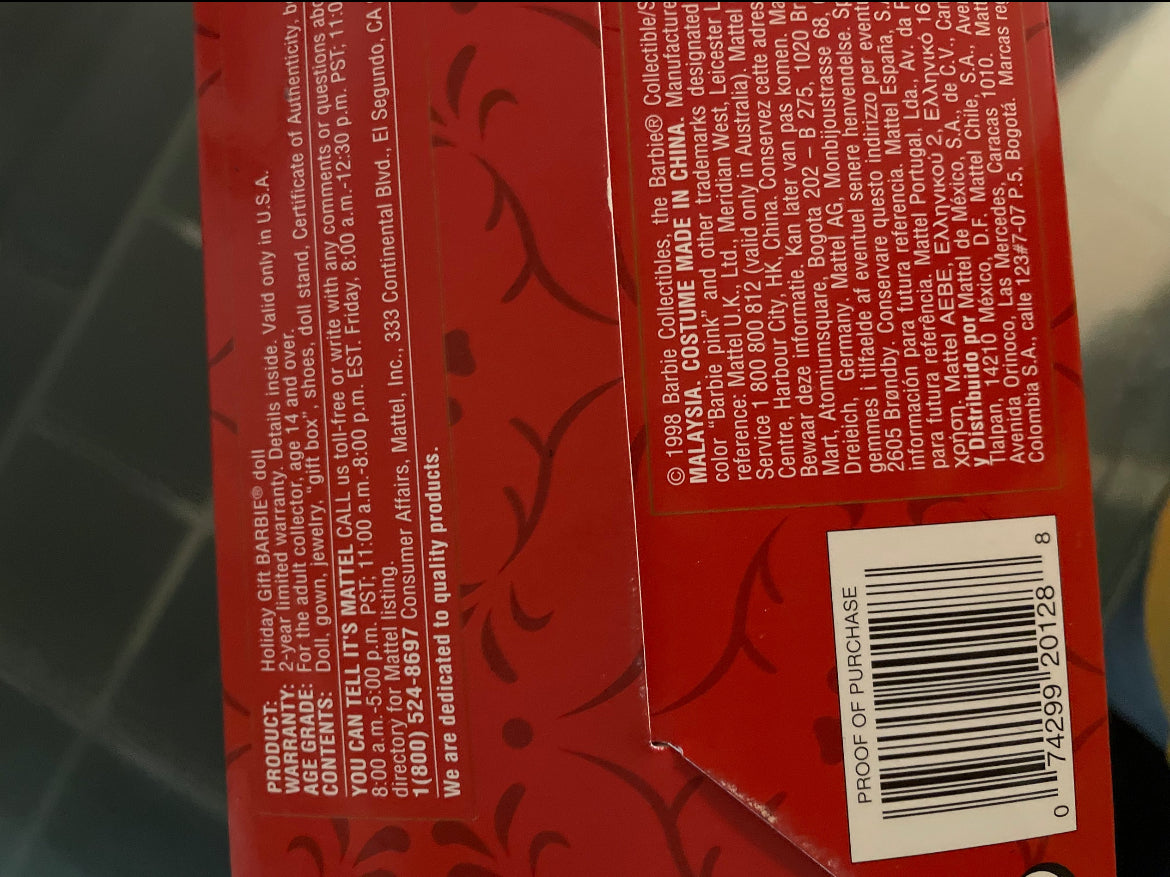 PRODUCT: Holiday Gift BARBIE® doll
WARRANTY: 2-year limited warranty. Details inside. Valid only in U.S.A.
AGE GRADE: For the adult collector, age 14 and over.
CONTENTS: Doll, gown, jewelry, "gift box", shoes, doll stand, Certificate of Authenticity, b
YOU CAN TELL IT'S MATTEL CALL us toll-free or write with any comments or questions abo
8:00 a.m.-5:00 p.m. PST; 11:00 a.m.-8:00 p.m. EST. Friday, 8:00 a.m.-12:30 p.m. PST; 11:0
directory for Mattel listing.
1(800) 524-8697 Consumer Affairs, Mattel, Inc., 333 Continental Blvd., El Segundo, CA
We are dedicated to quality products.
© 1998 Barbie Collectibles, the Barbie® Collectible/S
MALAYSIA. COSTUME MADE IN CHINA. Manufacture
color "Barbie pink" and other trademarks designated
reference: Mattel U.K., Ltd., Meridian West, Leicester L
Service 1 800 800 812 (valid only in Australia). Mattel
Centre, Harbour City, HK, China. Conservez cette adres
Bewaar deze informatie. Kan later van pas komen. Ma
Mart, Atomiumsquare, Bogota 202 – B 275, 1020 Br
Dreieich, Germany. Mattel AG, Monbijoustrasse 68,
gemmes i tilfaelde af eventuel senere henvendelse. Sp
2605 Brøndby. Conservare questo indirizzo per eventu
información para futura referencia. Mattel España, S.
para futura referência. Mattel Portugal, Lda., Av. da F
χρήση. Mattel AEBE, Ελληνικού 2, Ελληνικό 16
y Distribuido por Mattel de México, S.A., de C.V., Cam
Tlalpan, 14210 México, D.F. Mattel Chile, S.A., Aven
Avenida Orinoco, Las Mercedes, Caracas 1010. Matt
Colombia S.A., calle 123#7-07 P.5, Bogotá. Marcas reg
PROOF OF PURCHASE
0 74299 20128 8